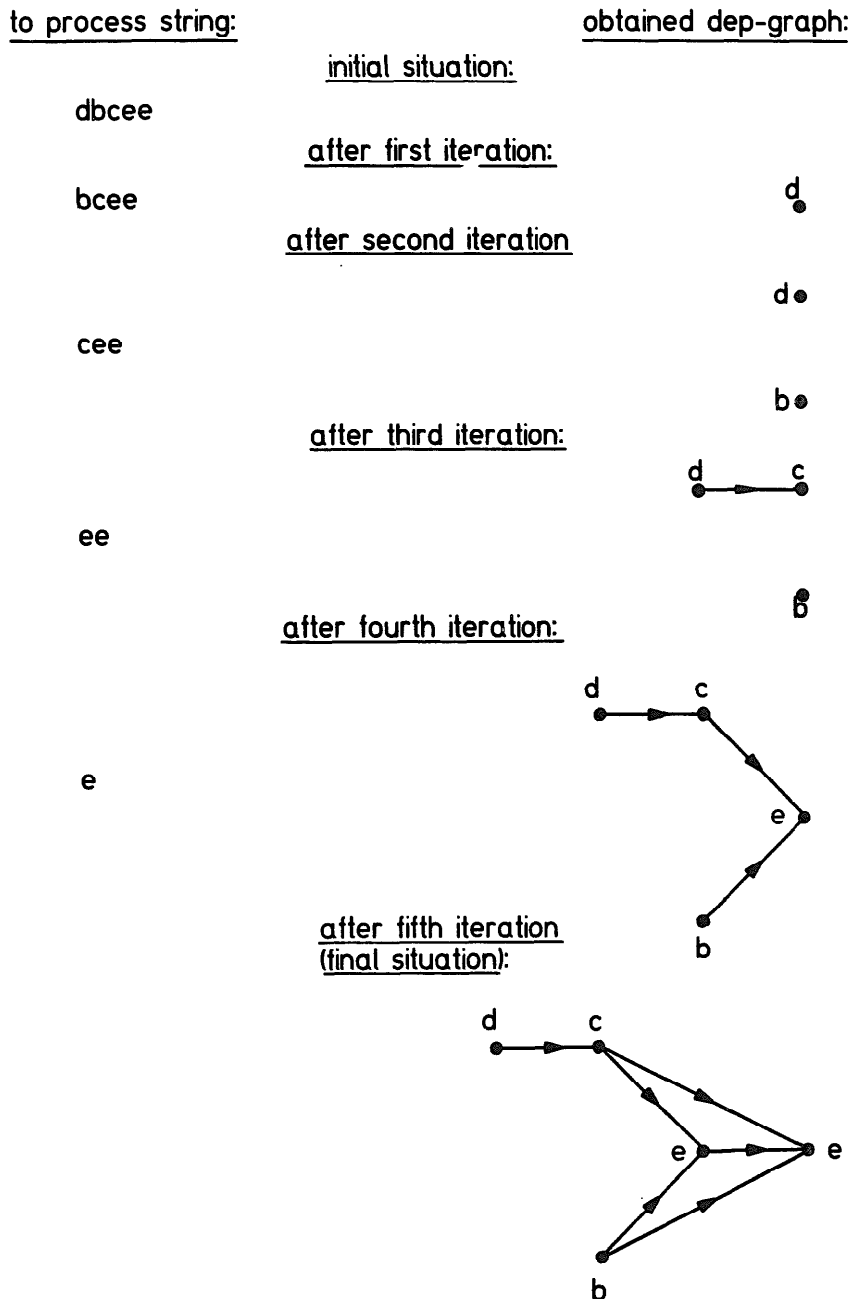 to process string: obtained dep-graph:
initial situation:
dbcee
after first iteration:
bcee
d
after second iteration
d
cee
b
after third iteration:
d c
ee
b
after fourth iteration:
d c
e
e
b
after fifth iteration
(final situation):
d c
e e
b